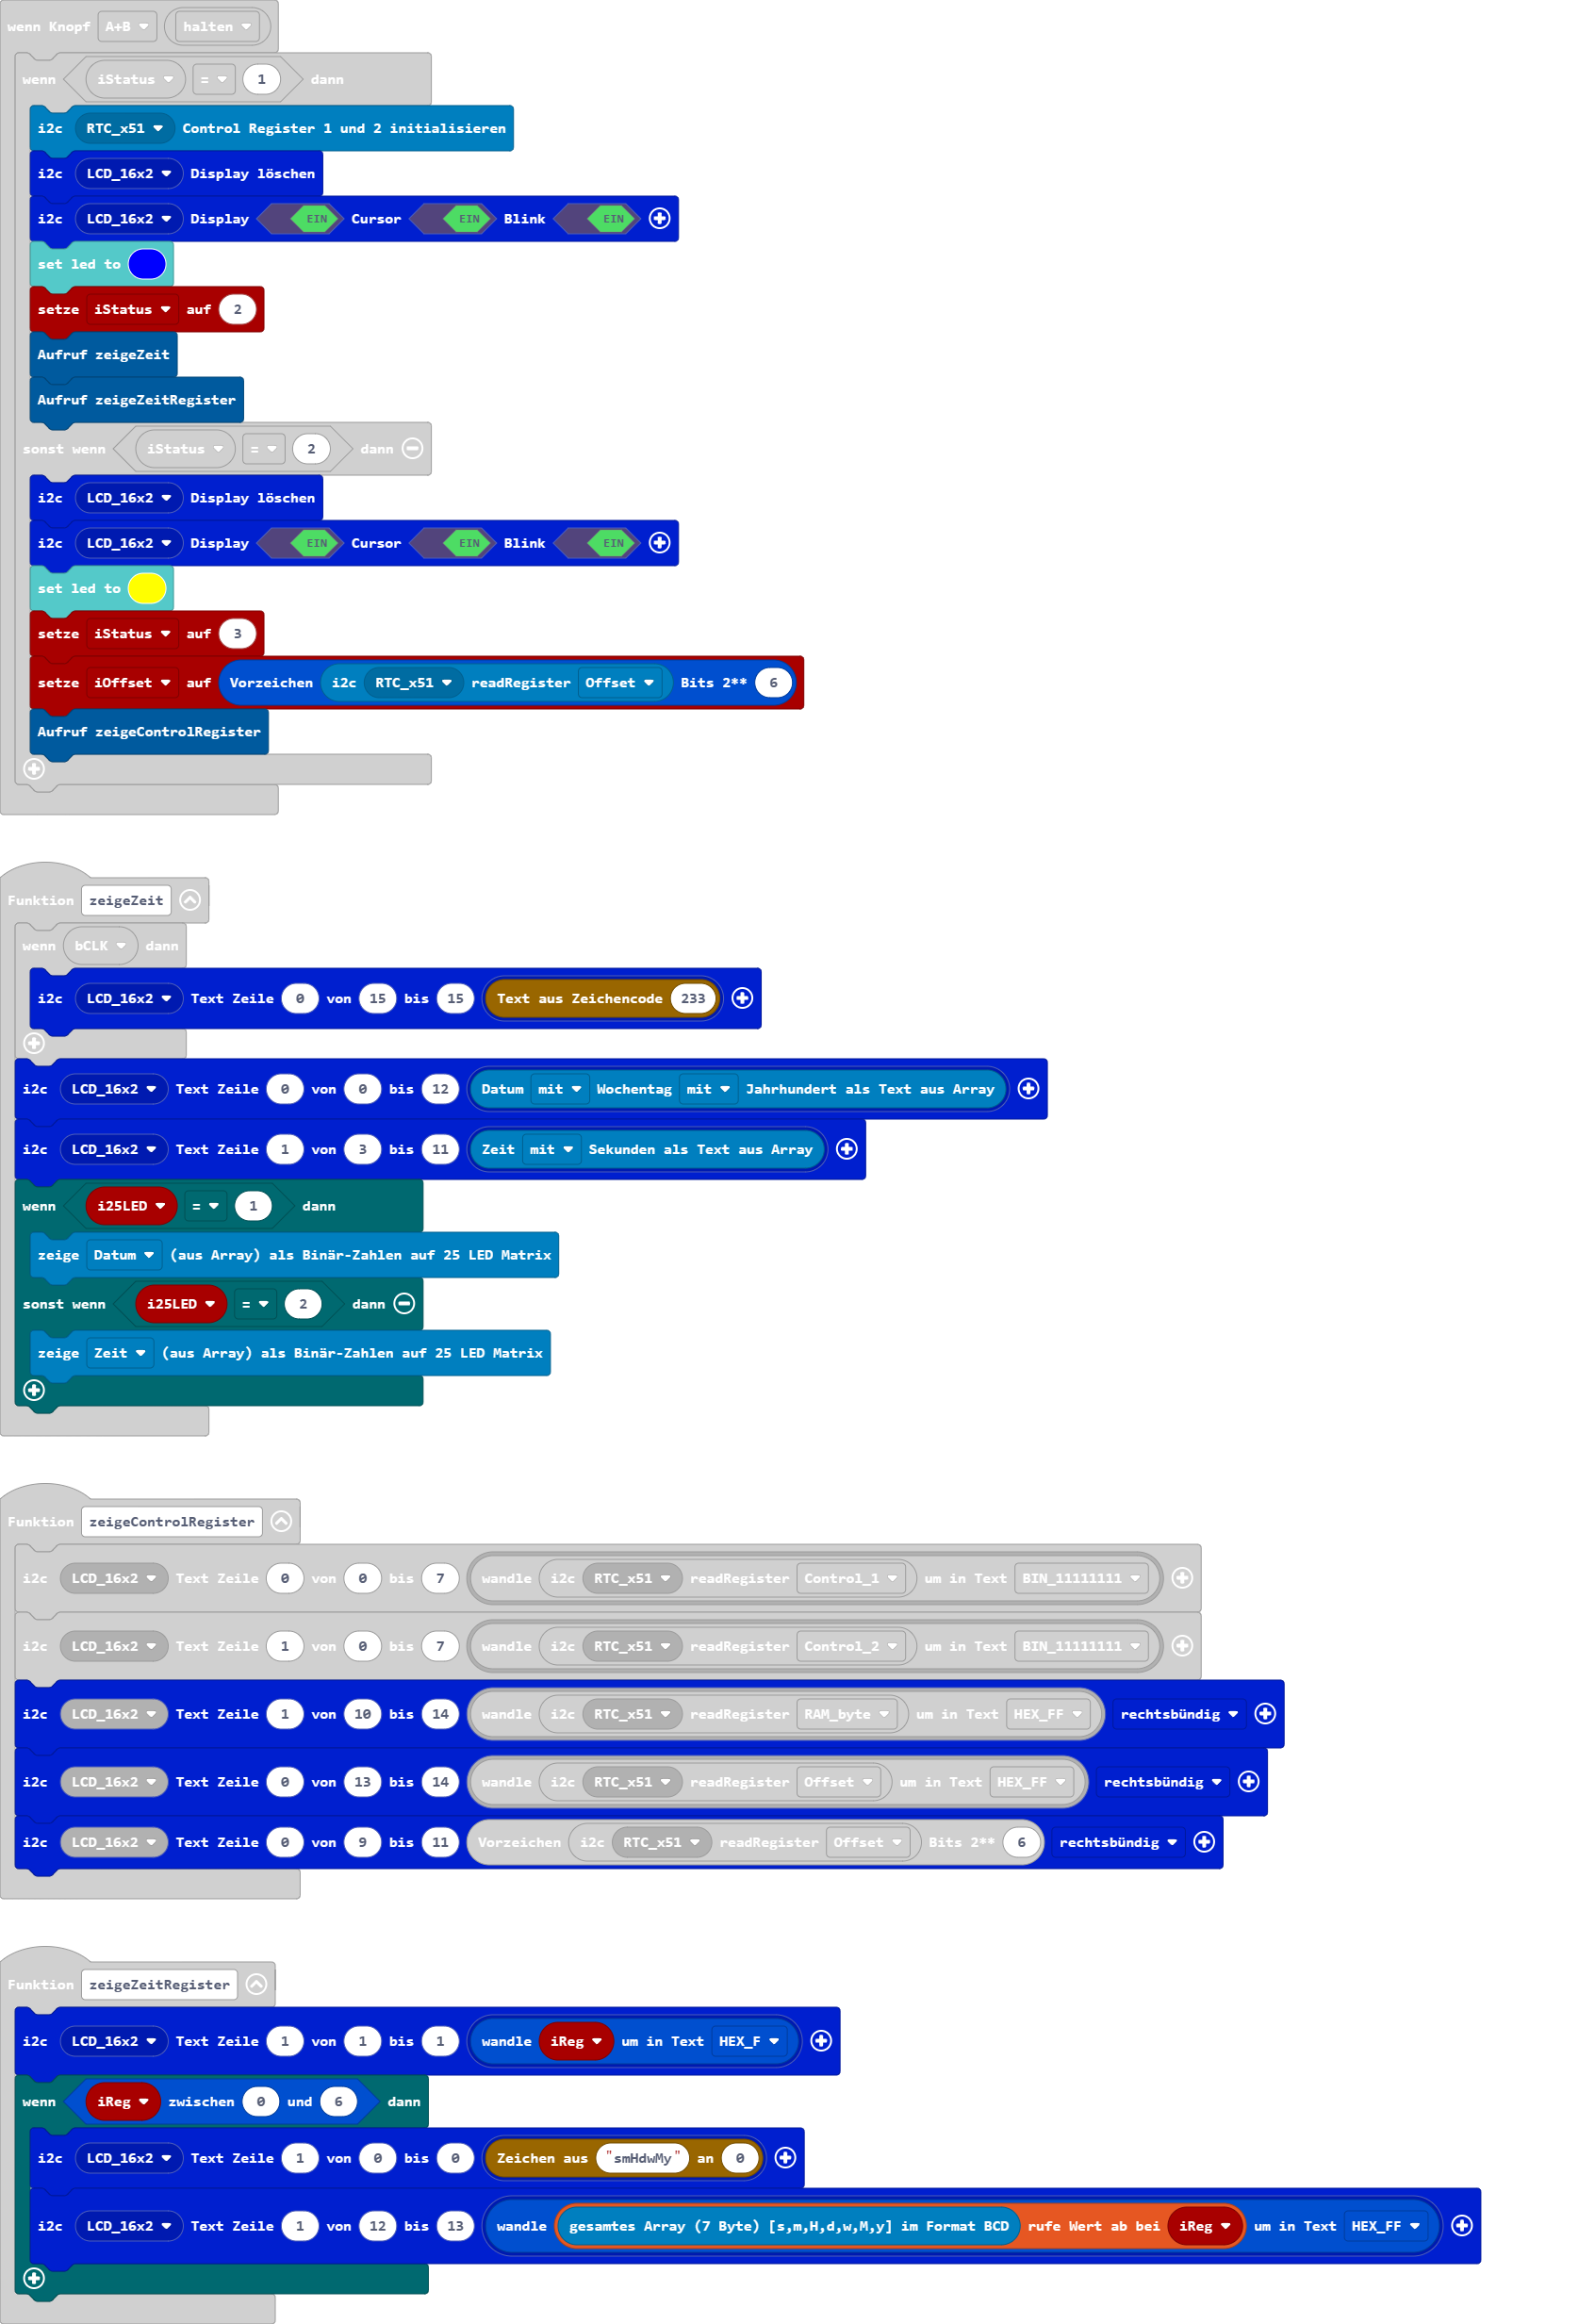 wenn Knopf A+B halten
wenn iStatus = 1 dann
i2c RTC_x51 Control Register 1 und 2 initialisieren
i2c LCD_16x2 Display löschen
i2c LCD_16x2 Display EIN Cursor EIN Blink EIN
set led to
setze iStatus auf 2
Aufruf zeigeZeit
Aufruf zeigeZeitRegister
sonst wenn iStatus = 2 dann
i2c LCD_16x2 Display löschen
i2c LCD_16x2 Display EIN Cursor EIN Blink EIN
set led to
setze iStatus auf 3
setze iOffset auf Vorzeichen i2c RTC_x51 readRegister Offset Bits 2** 6
Aufruf zeigeControlRegister
Funktion zeigeZeit
wenn bCLK dann
i2c LCD_16x2 Text Zeile 0 von 15 bis 15 Text aus Zeichencode 233
i2c LCD_16x2 Text Zeile 0 von 0 bis 12 Datum mit Wochentag mit Jahrhundert als Text aus Array
i2c LCD_16x2 Text Zeile 1 von 3 bis 11 Zeit mit Sekunden als Text aus Array
wenn i25LED = 1 dann
zeige Datum (aus Array) als Binär-Zahlen auf 25 LED Matrix
sonst wenn i25LED = 2 dann
zeige Zeit (aus Array) als Binär-Zahlen auf 25 LED Matrix
Funktion zeigeControlRegister
i2c LCD_16x2 Text Zeile 0 von 0 bis 7 wandle i2c RTC_x51 readRegister Control_1 um in Text BIN_11111111
i2c LCD_16x2 Text Zeile 1 von 0 bis 7 wandle i2c RTC_x51 readRegister Control_2 um in Text BIN_11111111
i2c LCD_16x2 Text Zeile 1 von 10 bis 14 wandle i2c RTC_x51 readRegister RAM_byte um in Text HEX_FF rechtsbündig
i2c LCD_16x2 Text Zeile 0 von 13 bis 14 wandle i2c RTC_x51 readRegister Offset um in Text HEX_FF rechtsbündig
i2c LCD_16x2 Text Zeile 0 von 9 bis 11 Vorzeichen i2c RTC_x51 readRegister Offset Bits 2** 6 rechtsbündig
Funktion zeigeZeitRegister
i2c LCD_16x2 Text Zeile 1 von 1 bis 1 wandle iReg um in Text HEX_F
wenn iReg zwischen 0 und 6 dann
i2c LCD_16x2 Text Zeile 1 von 0 bis 0 Zeichen aus "smHdwMy" an 0
i2c LCD_16x2 Text Zeile 1 von 12 bis 13 wandle gesamtes Array (7 Byte) [s,m,H,d,w,M,y] im Format BCD rufe Wert ab bei iReg um in Text HEX_FF